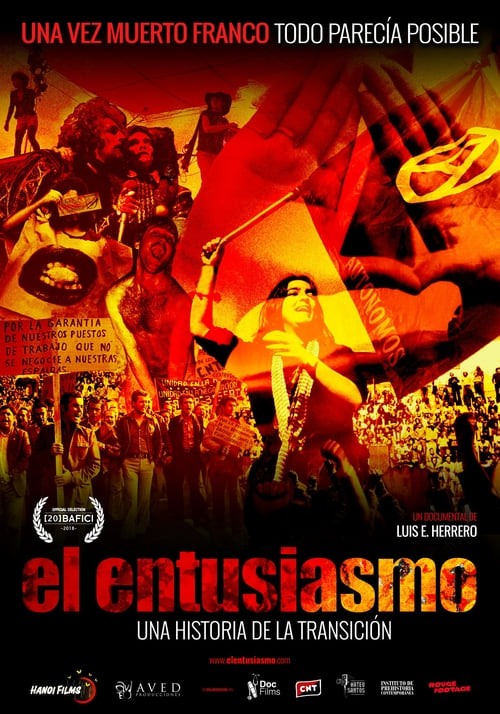 UNA VEZ MUERTO FRANCO TODO PARECÍA POSIBLE
POR LA GARANTIA
DE NUESTROS PUESTOS
DE TRABAJO QUE NO
SE NEGOCIE A NUESTRAS
ESPALDAS
AUTONOMOS
OFFICIAL SELECTION
[20]BAFICI
-2018-
UN DOCUMENTAL DE
LUIS E. HERRERO
el entusiasmo
UNA HISTORIA DE LA TRANSICIÓN
www.elentusiasmo.com
HANOI FILMS
AVED
PRODUCCIONES
Doc
Films
CNT
MATEO
SANTOS
INSTITUTO DE
PREHISTORIA
CONTEMPORÁNEA
ROUGE
FOOTAGE